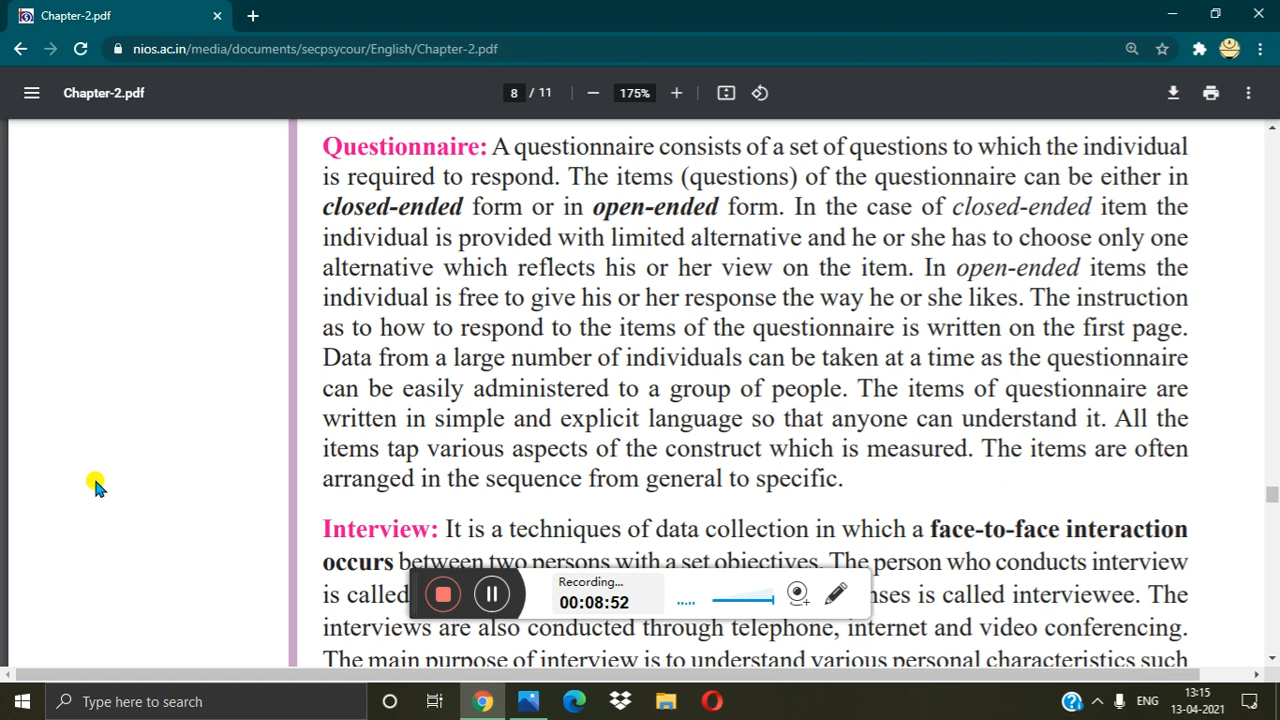 Chapter-2.pdf
nios.ac.in/media/documents/secpsycour/English/Chapter-2.pdf
Chapter-2.pdf
8 / 11
175%
Questionnaire: A questionnaire consists of a set of questions to which the individual
is required to respond. The items (questions) of the questionnaire can be either in
closed-ended form or in open-ended form. In the case of closed-ended item the
individual is provided with limited alternative and he or she has to choose only one
alternative which reflects his or her view on the item. In open-ended items the
individual is free to give his or her response the way he or she likes. The instruction
as to how to respond to the items of the questionnaire is written on the first page.
Data from a large number of individuals can be taken at a time as the questionnaire
can be easily administered to a group of people. The items of questionnaire are
written in simple and explicit language so that anyone can understand it. All the
items tap various aspects of the construct which is measured. The items are often
arranged in the sequence from general to specific.
Interview: It is a techniques of data collection in which a face-to-face interaction
occurs between two persons with a set objectives. The person who conducts interview
is called nses is called interviewee. The
Recording...
00:08:52
interviews are also conducted through telephone, internet and video conferencing.
The main purpose of interview is to understand various personal characteristics such
Type here to search
ENG
13:15
13-04-2021